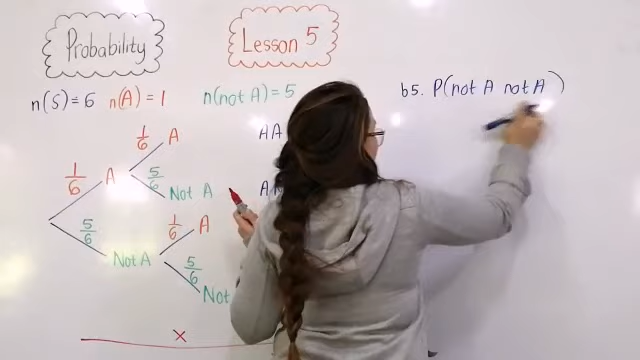 Probability
Lesson 5
n(S)=6 n(A)=1 n(not A)=5
b5. P(not A not A)
1/6 A
1/6 A
5/6 Not A
5/6 Not A
1/6 A
5/6 Not
x